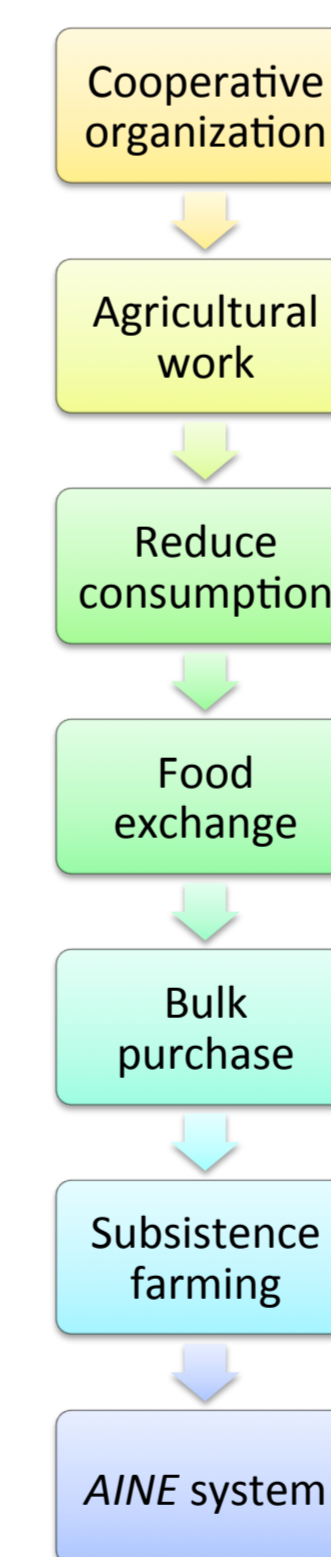 Cooperative
organization
Agricultural
work
Reduce
consumption
Food
exchange
Bulk
purchase
Subsistence
farming
AINE system